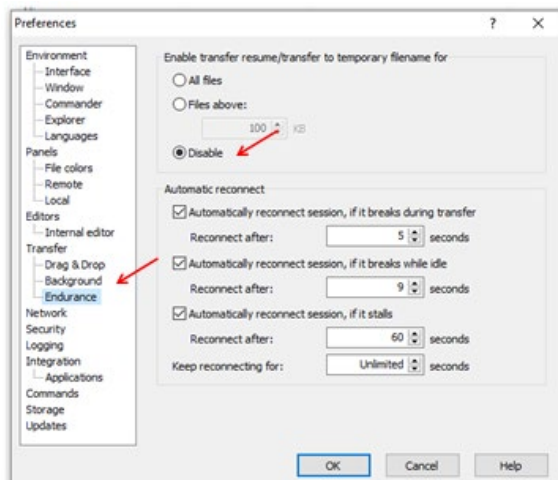 Preferences
? X
Environment
Interface
Window
Commander
Explorer
Languages
Panels
File colors
Remote
Local
Editors
Internal editor
Transfer
Drag & Drop
Background
Endurance
Network
Security
Logging
Integration
Applications
Commands
Storage
Updates
Enable transfer resume/transfer to temporary filename for
All files
Files above:
100 KB
Disable
Automatic reconnect
Automatically reconnect session, if it breaks during transfer
Reconnect after: 5 seconds
Automatically reconnect session, if it breaks while idle
Reconnect after: 9 seconds
Automatically reconnect session, if it stalls
Reconnect after: 60 seconds
Keep reconnecting for: Unlimited seconds
OK Cancel Help